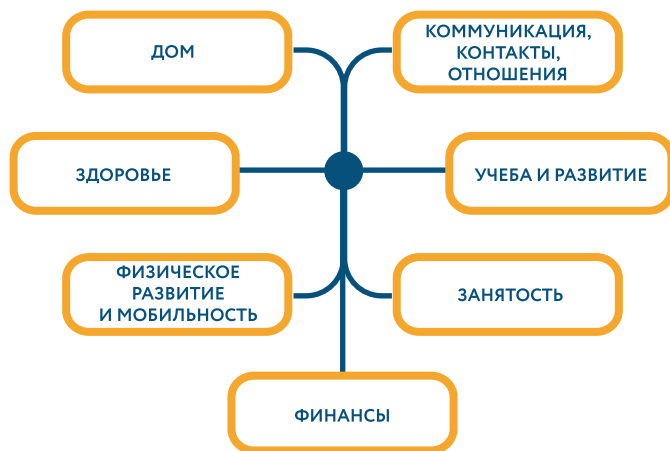 ДОМ
КОММУНИКАЦИЯ,
КОНТАКТЫ,
ОТНОШЕНИЯ
ЗДОРОВЬЕ
УЧЕБА И РАЗВИТИЕ
ФИЗИЧЕСКОЕ
РАЗВИТИЕ
И МОБИЛЬНОСТЬ
ЗАНЯТОСТЬ
ФИНАНСЫ